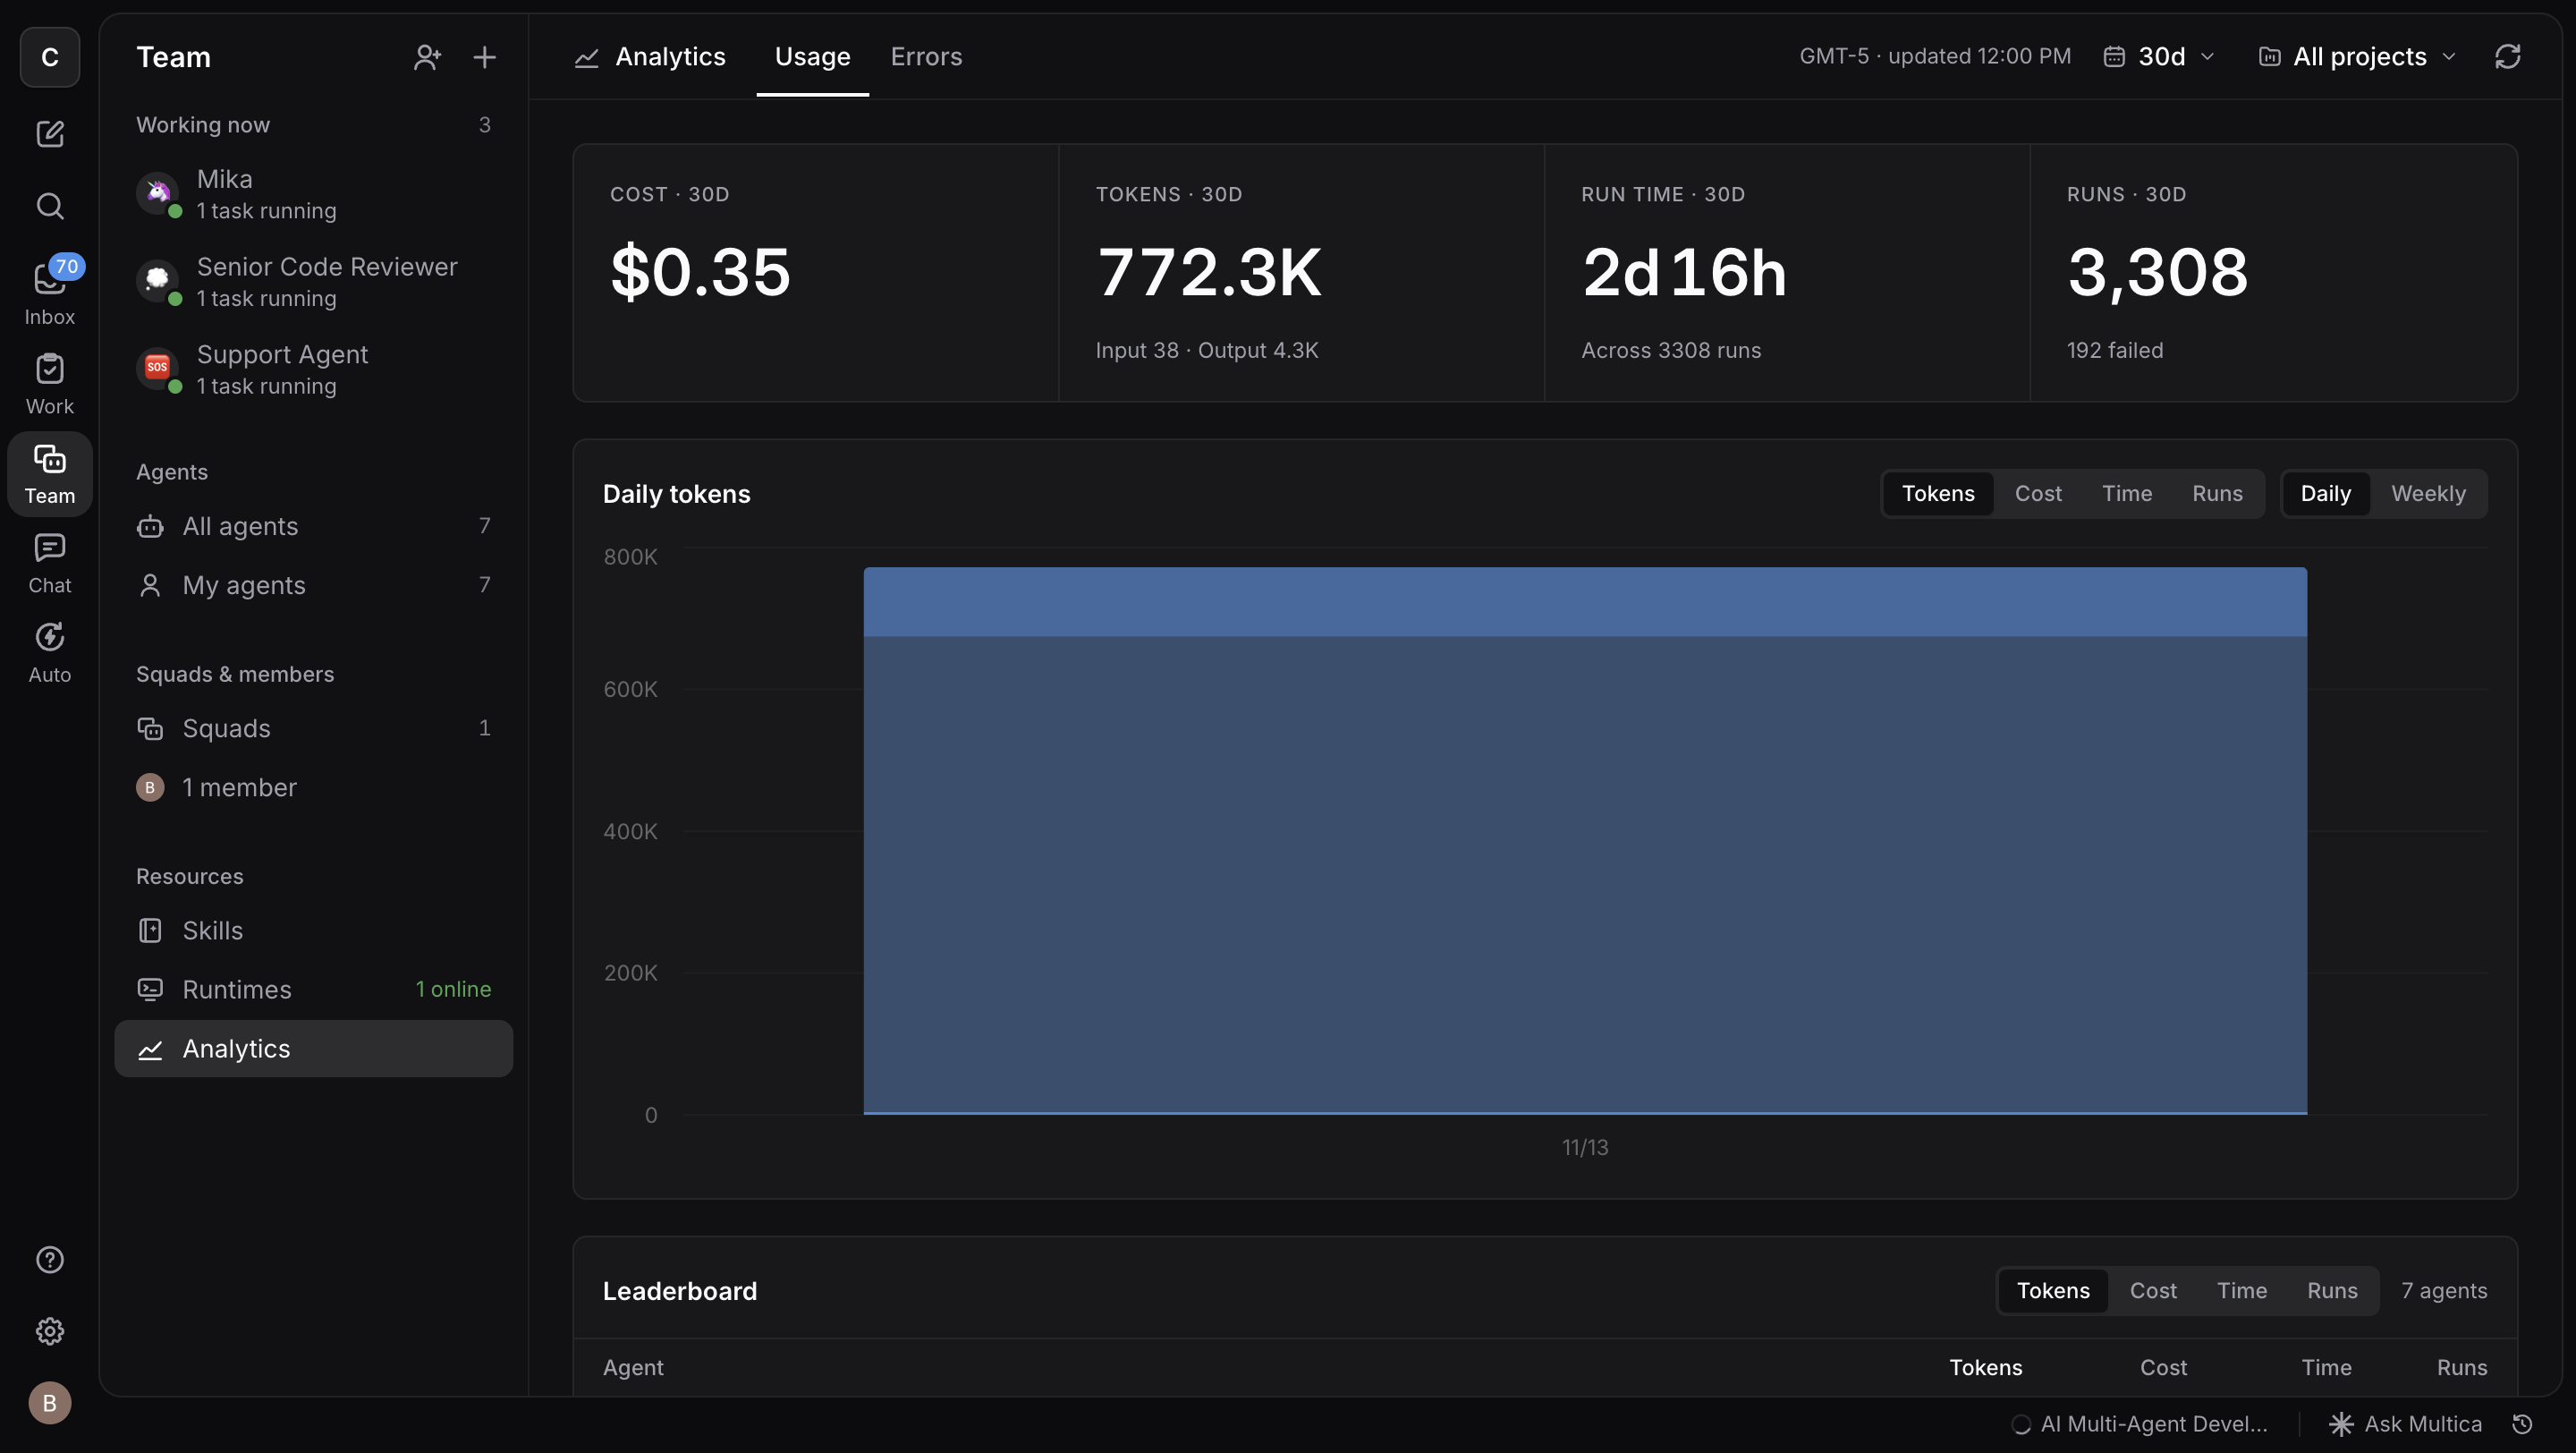 C
70
Inbox
Work
Team
Chat
Auto
B
Team
Working now 3
Mika
1 task running
Senior Code Reviewer
1 task running
SOS
Support Agent
1 task running
Agents
All agents 7
My agents 7
Squads & members
Squads 1
B 1 member
Resources
Skills
Runtimes 1 online
Analytics
Analytics Usage Errors GMT-5 · updated 12:00 PM 30d All projects
COST · 30D
$0.35
TOKENS · 30D
772.3K
Input 38 · Output 4.3K
RUN TIME · 30D
2d 16h
Across 3308 runs
RUNS · 30D
3,308
192 failed
Daily tokens Tokens Cost Time Runs Daily Weekly
800K
600K
400K
200K
0
11/13
Leaderboard Tokens Cost Time Runs 7 agents
Agent Tokens Cost Time Runs
AI Multi-Agent Devel... Ask Multica